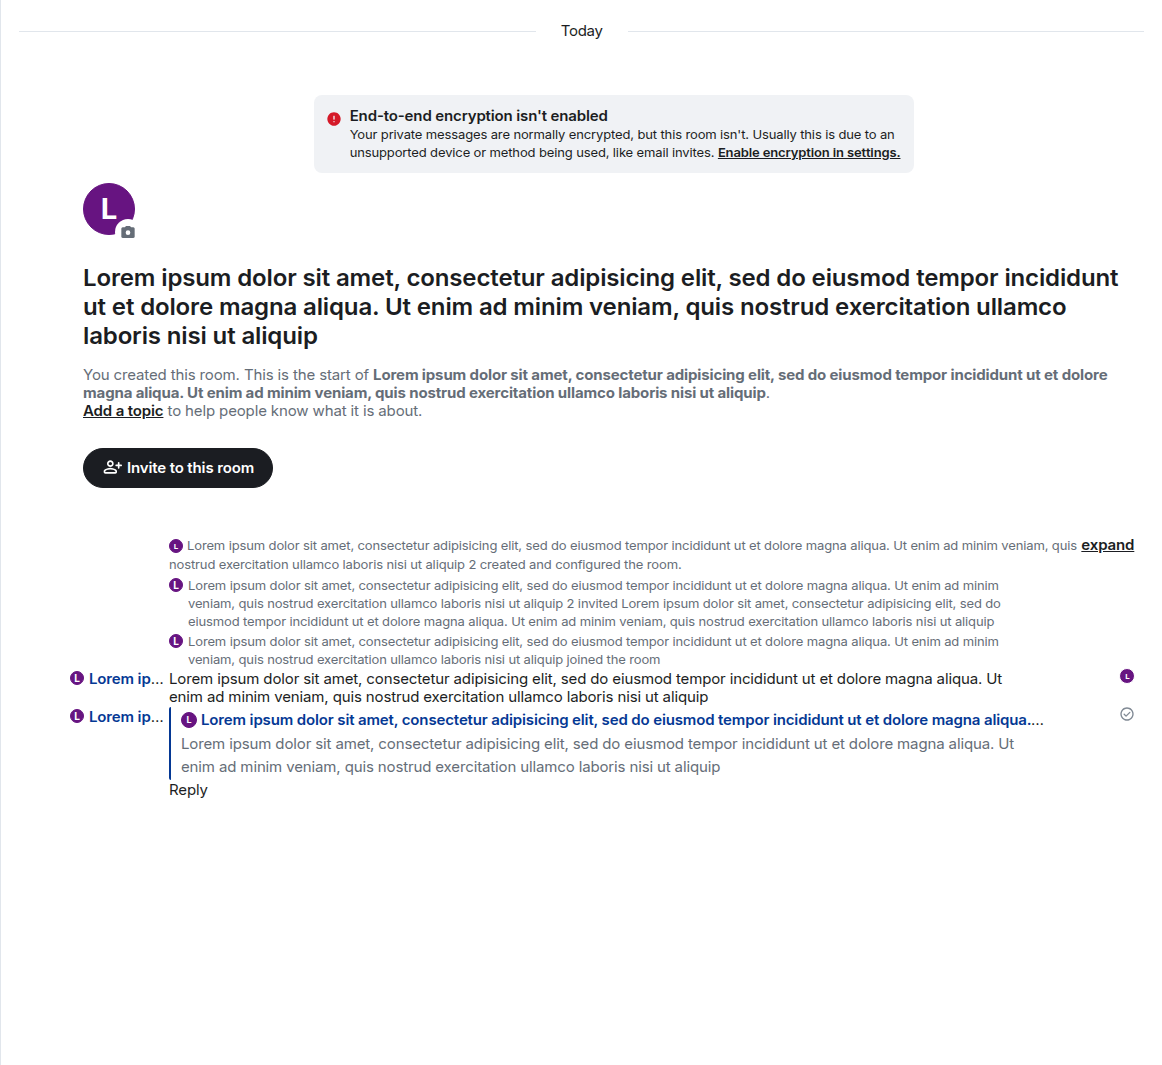 Today
End-to-end encryption isn't enabled
Your private messages are normally encrypted, but this room isn't. Usually this is due to an
unsupported device or method being used, like email invites. Enable encryption in settings.
L
Lorem ipsum dolor sit amet, consectetur adipisicing elit, sed do eiusmod tempor incididunt
ut et dolore magna aliqua. Ut enim ad minim veniam, quis nostrud exercitation ullamco
laboris nisi ut aliquip
You created this room. This is the start of Lorem ipsum dolor sit amet, consectetur adipisicing elit, sed do eiusmod tempor incididunt ut et dolore
magna aliqua. Ut enim ad minim veniam, quis nostrud exercitation ullamco laboris nisi ut aliquip.
Add a topic to help people know what it is about.
Invite to this room
L Lorem ipsum dolor sit amet, consectetur adipisicing elit, sed do eiusmod tempor incididunt ut et dolore magna aliqua. Ut enim ad minim veniam, quis expand
nostrud exercitation ullamco laboris nisi ut aliquip 2 created and configured the room.
L Lorem ipsum dolor sit amet, consectetur adipisicing elit, sed do eiusmod tempor incididunt ut et dolore magna aliqua. Ut enim ad minim
veniam, quis nostrud exercitation ullamco laboris nisi ut aliquip 2 invited Lorem ipsum dolor sit amet, consectetur adipisicing elit, sed do
eiusmod tempor incididunt ut et dolore magna aliqua. Ut enim ad minim veniam, quis nostrud exercitation ullamco laboris nisi ut aliquip
L Lorem ipsum dolor sit amet, consectetur adipisicing elit, sed do eiusmod tempor incididunt ut et dolore magna aliqua. Ut enim ad minim
veniam, quis nostrud exercitation ullamco laboris nisi ut aliquip joined the room
L Lorem ip... Lorem ipsum dolor sit amet, consectetur adipisicing elit, sed do eiusmod tempor incididunt ut et dolore magna aliqua. Ut L
enim ad minim veniam, quis nostrud exercitation ullamco laboris nisi ut aliquip
L Lorem ip... L Lorem ipsum dolor sit amet, consectetur adipisicing elit, sed do eiusmod tempor incididunt ut et dolore magna aliqua....
Lorem ipsum dolor sit amet, consectetur adipisicing elit, sed do eiusmod tempor incididunt ut et dolore magna aliqua. Ut
enim ad minim veniam, quis nostrud exercitation ullamco laboris nisi ut aliquip
Reply